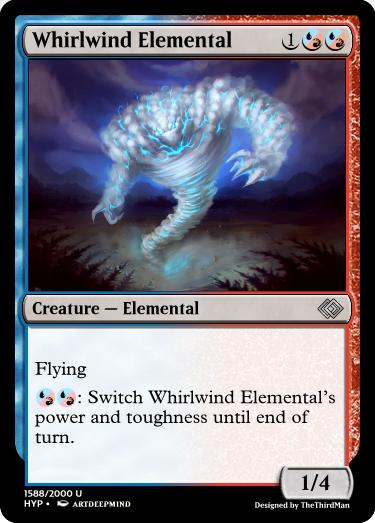 Whirlwind Elemental 1
Creature — Elemental
Flying
: Switch Whirlwind Elemental's
power and toughness until end of
turn.
1/4
1588/2000 U
HYP • ARTDEEPMIND
Designed by TheThirdMan